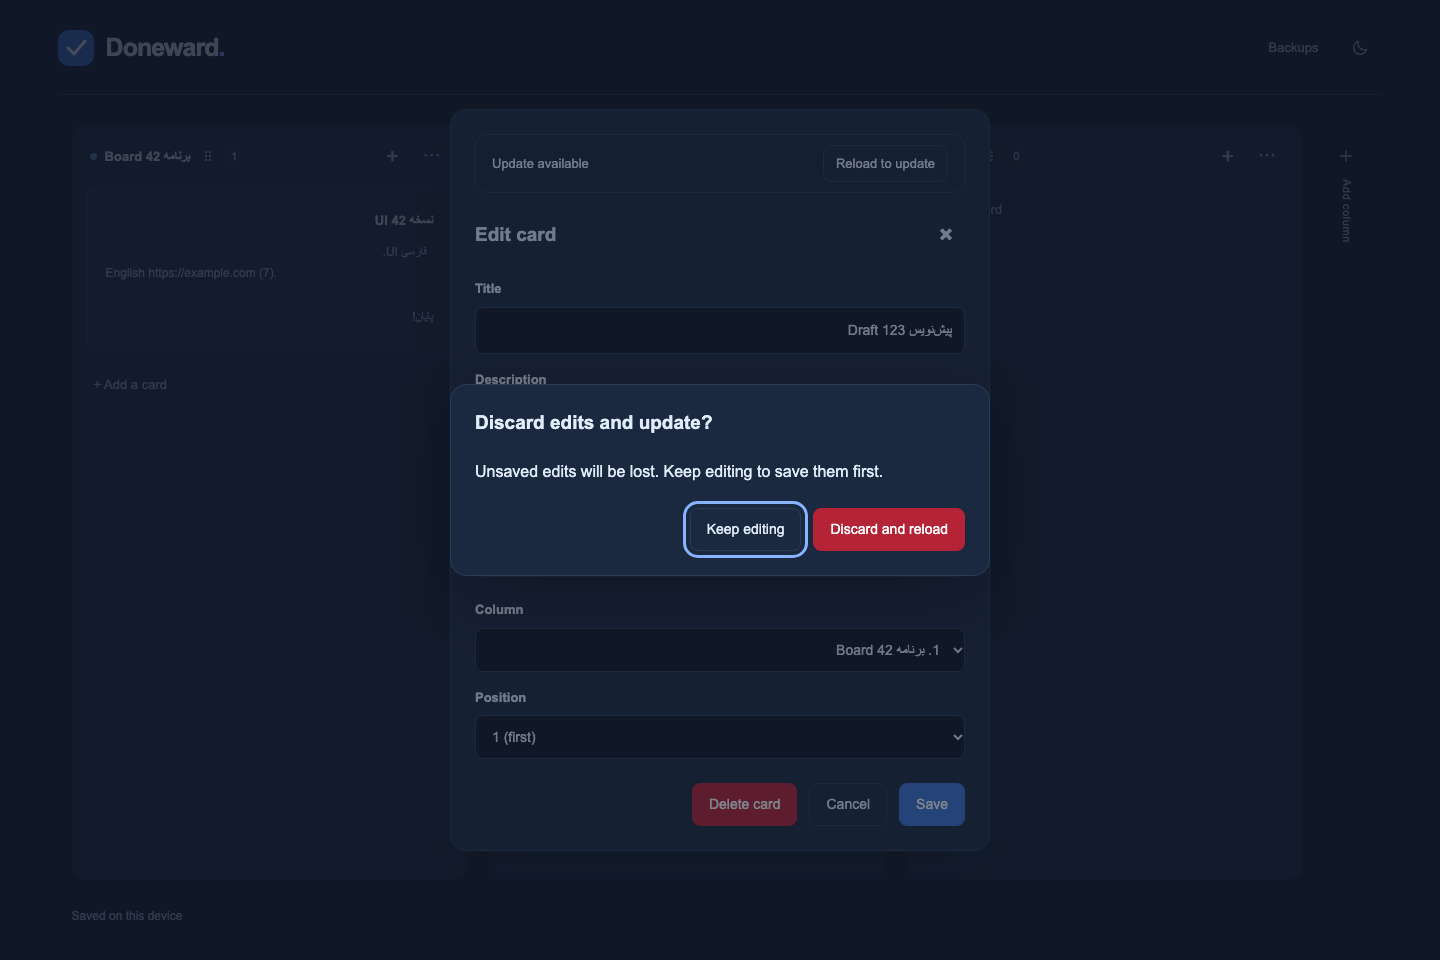 Doneward.
Backups
Board 42 برنامه
1
نسخه 42 UI
فارسی UI.
English https://example.com (7).
پایان!
+ Add a card
Update available
Reload to update
Edit card
Title
پیش‌نویس Draft 123
Description
Discard edits and update?
Unsaved edits will be lost. Keep editing to save them first.
Keep editing
Discard and reload
Column
1. برنامه Board 42
Position
1 (first)
Delete card
Cancel
Save
0
rd
Add column
Saved on this device